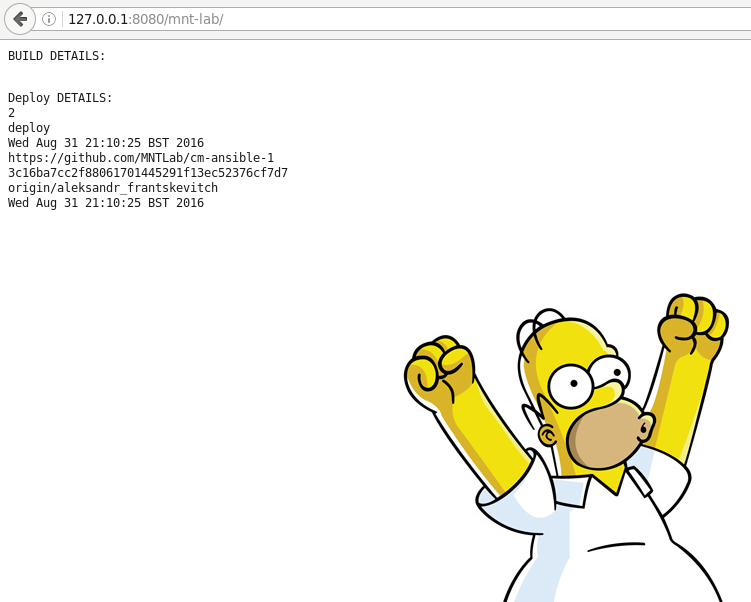 127.0.0.1:8080/mnt-lab/
BUILD DETAILS:
Deploy DETAILS:
2
deploy
Wed Aug 31 21:10:25 BST 2016
https://github.com/MNTLab/cm-ansible-1
3c16ba7cc2f88061701445291f13ec52376cf7d7
origin/aleksandr_frantskevitch
Wed Aug 31 21:10:25 BST 2016